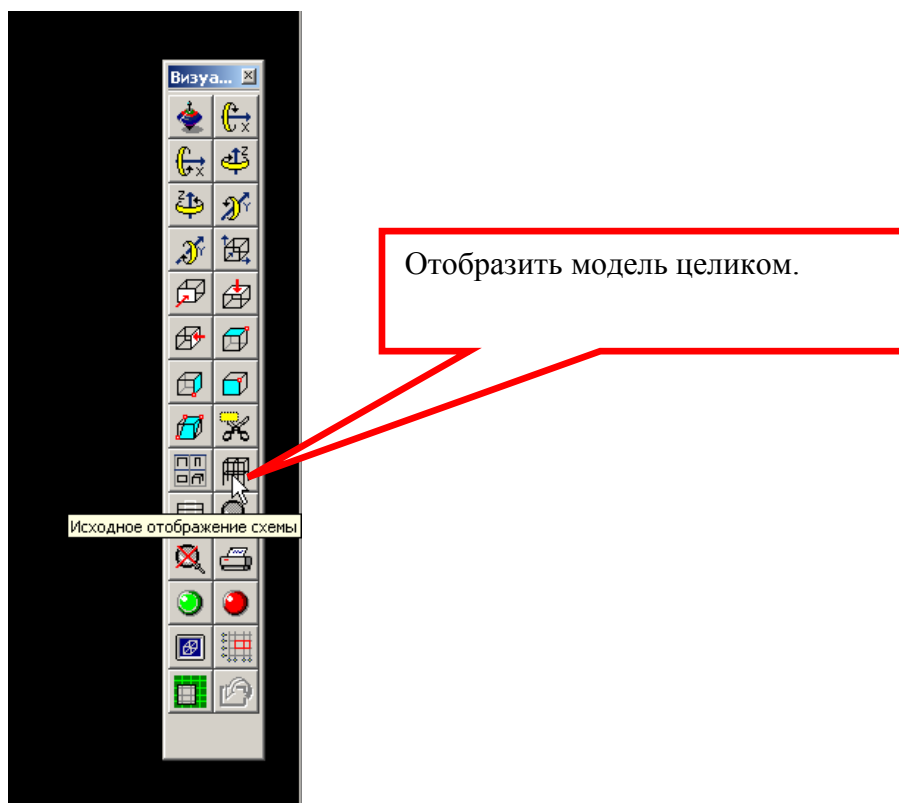 Визуа...
X
X
Z
Z
Y
Y
Отобразить модель целиком.
Исходное отображение схемы